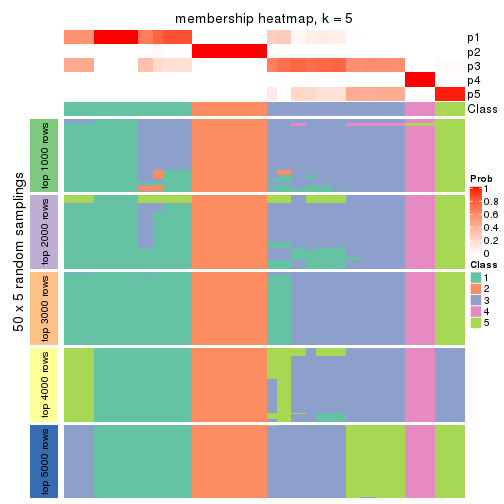 membership heatmap, k = 5
p1
p2
p3
p4
p5
Class
50 x 5 random samplings
top 1000 rows
top 2000 rows
top 3000 rows
top 4000 rows
top 5000 rows
Prob
1
0.8
0.6
0.4
0.2
0
Class
1
2
3
4
5